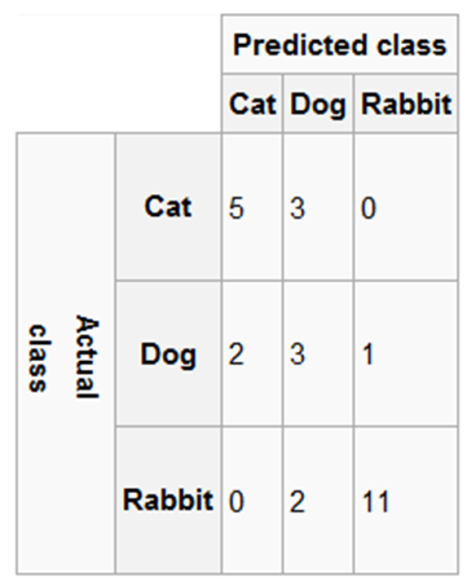 Predicted class
Cat Dog Rabbit
Actual
class
Cat 5 3 0
Dog 2 3 1
Rabbit 0 2 11